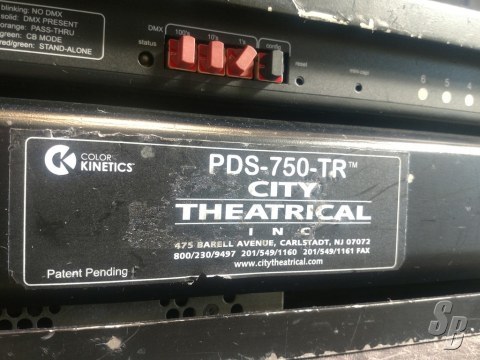 blinking: NO DMX
solid: DMX PRESENT
orange: PASS-THRU
green: CB MODE
red/green: STAND-ALONE
DMX
100's 10's 1's config
status
reset
6 5 4
COLOR
KINETICS™
PDS-750-TR™
CITY
THEATRICAL
INC
475 BARELL AVENUE, CARLSTADT, NJ 07072
800/230/9497 201/549/1160 201/549/1161 FAX
www.citytheatrical.com
Patent Pending